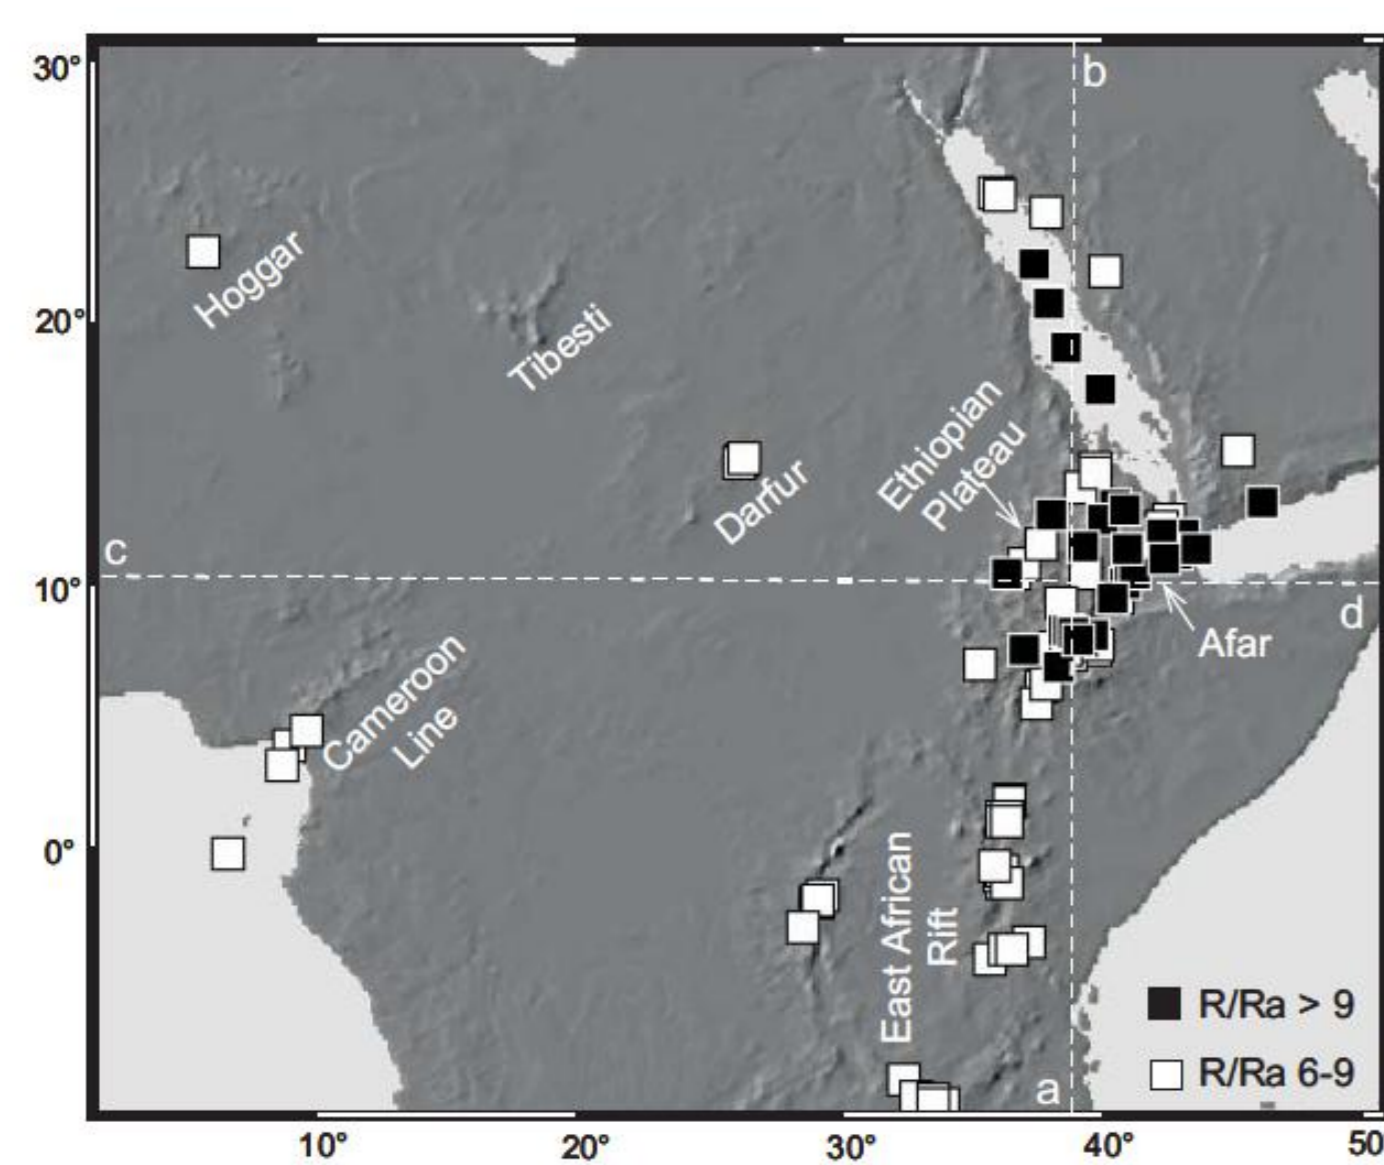 30°
b
Hoggar
20°
Tibesti
Ethiopian
Plateau
Darfur
c
10°
d
Afar
Cameroon
Line
0°
East African
Rift
R/Ra > 9
R/Ra 6-9
a
10°
20°
30°
40°
50